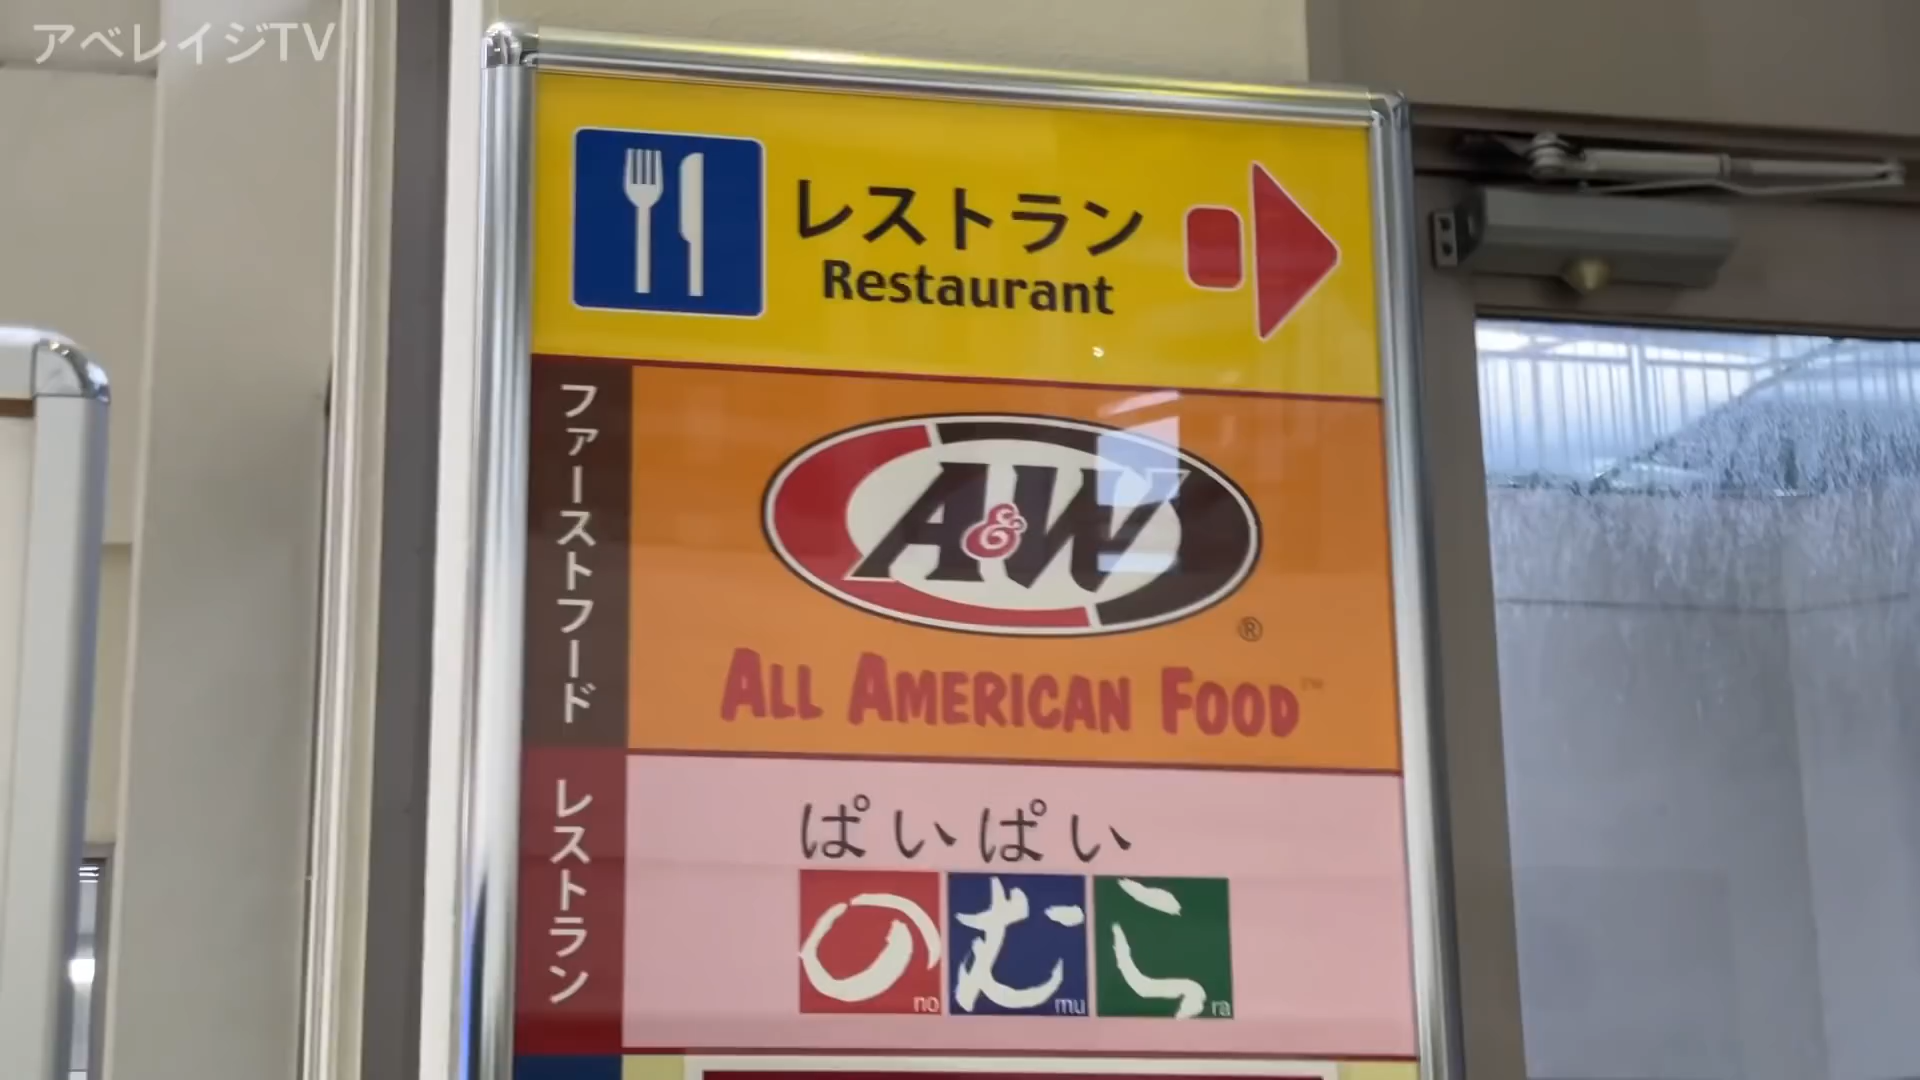 アベレイジTV
レストラン
Restaurant
ファーストフード
A&W
®
ALL AMERICAN FOOD™
レストラン
ぱいぱい
のむら
no mu ra